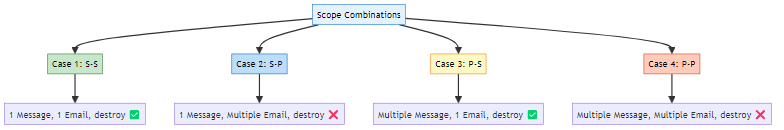 Scope Combinations
Case 1: S-S
Case 2: S-P
Case 3: P-S
Case 4: P-P
1 Message, 1 Email, destroy ✅
1 Message, Multiple Email, destroy ❌
Multiple Message, 1 Email, destroy ✅
Multiple Message, Multiple Email, destroy ❌